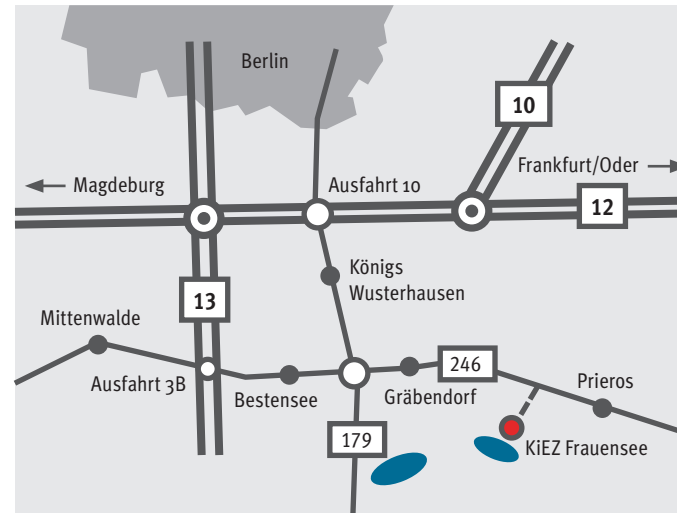 Berlin
10
Frankfurt/Oder
Magdeburg
Ausfahrt 10
12
Königs
Wusterhausen
13
Mittenwalde
Ausfahrt 3B
Bestensee
Gräbendorf
246
Prieros
179
KiEZ Frauensee